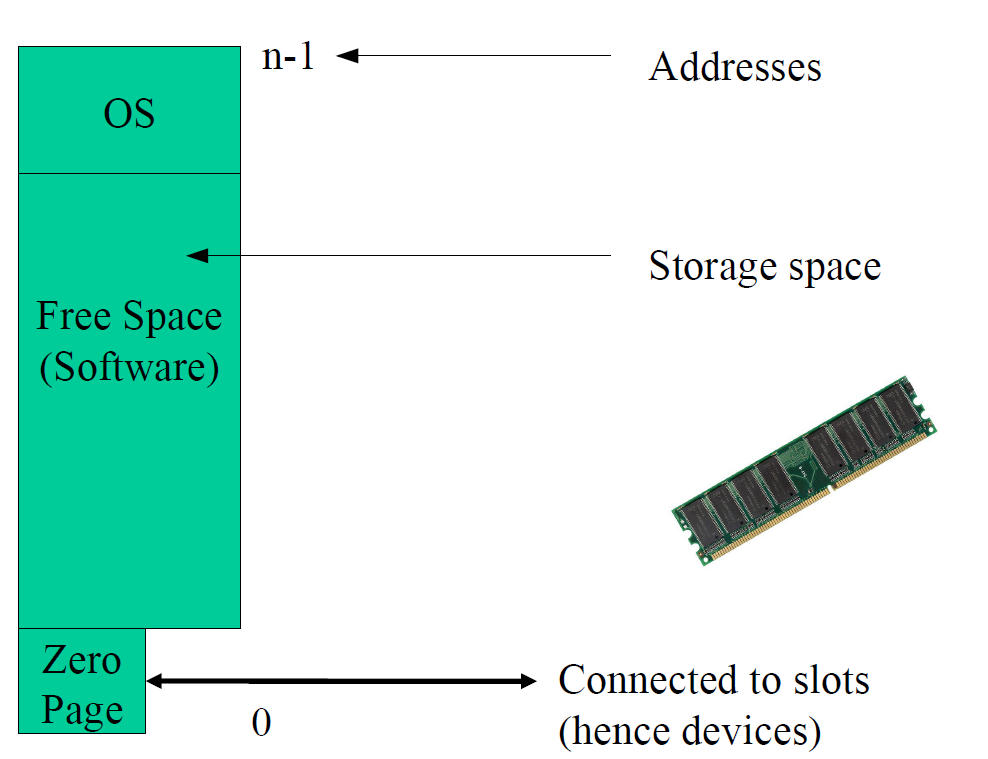 n-1
Addresses
OS
Storage space
Free Space
(Software)
Zero
Page
Connected to slots
(hence devices)
0